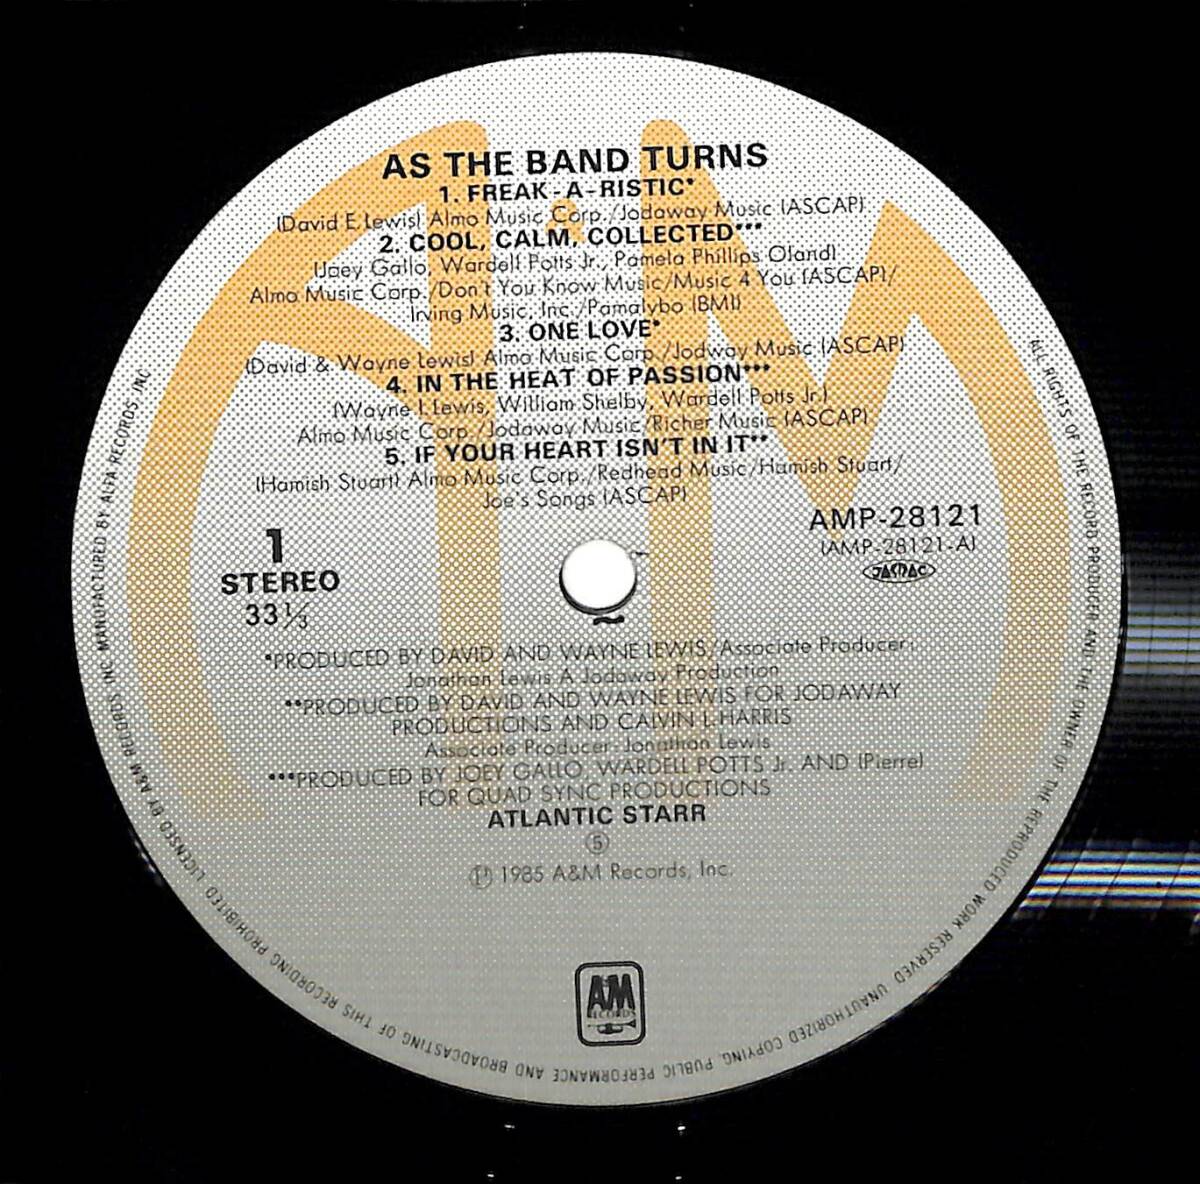 AS THE BAND TURNS
1. FREAK-A-RISTIC*
(David E. Lewis) Almo Music Corp./Jodaway Music (ASCAP)
2. COOL, CALM, COLLECTED***
(Joey Gallo, Wardell Potts Jr., Pamela Phillips Oland)
Almo Music Corp./Don't You Know Music/Music 4 You (ASCAP)/
Irving Music, Inc./Pamalybo (BMI)
3. ONE LOVE*
(David & Wayne Lewis) Almo Music Corp./Jodway Music (ASCAP)
4. IN THE HEAT OF PASSION***
(Wayne I. Lewis, William Shelby, Wardell Potts Jr.)
Almo Music Corp./Jodaway Music/Richer Music (ASCAP)
5. IF YOUR HEART ISN'T IN IT**
(Hamish Stuart) Almo Music Corp./Redhead Music/Hamish Stuart/
Joe's Songs (ASCAP)
1
STEREO
33⅓
AMP-28121
(AMP-28121-A)
JASRAC
*PRODUCED BY DAVID AND WAYNE LEWIS/Associate Producer:
Jonathan Lewis A Jodaway Production
**PRODUCED BY DAVID AND WAYNE LEWIS FOR JODAWAY
PRODUCTIONS AND CALVIN I. HARRIS
Associate Producer: Jonathan Lewis
***PRODUCED BY JOEY GALLO, WARDELL POTTS Jr. AND (Pierre)
FOR QUAD SYNC PRODUCTIONS
ATLANTIC STARR
Ⓢ
Ⓟ 1985 A&M Records, Inc.
A&M
RECORDS
ALL RIGHTS OF THE RECORD PRODUCER AND THE OWNER OF THE REPRODUCED WORK RESERVED. UNAUTHORIZED COPYING, PUBLIC PERFORMANCE AND BROADCASTING OF THIS RECORDING PROHIBITED. LICENSED BY A&M RECORDS, INC. MANUFACTURED BY ALFA RECORDS INC.